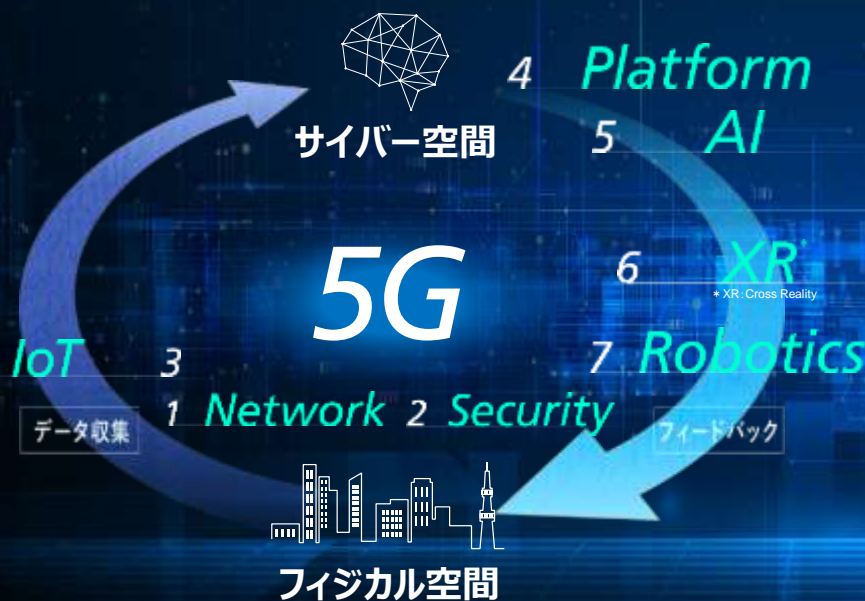 4 Platform
サイバー空間
5 AI
5G
6 XR*
* XR:Cross Reality
IoT 3
7 Robotics
1 Network 2 Security
データ収集
フィードバック
フィジカル空間